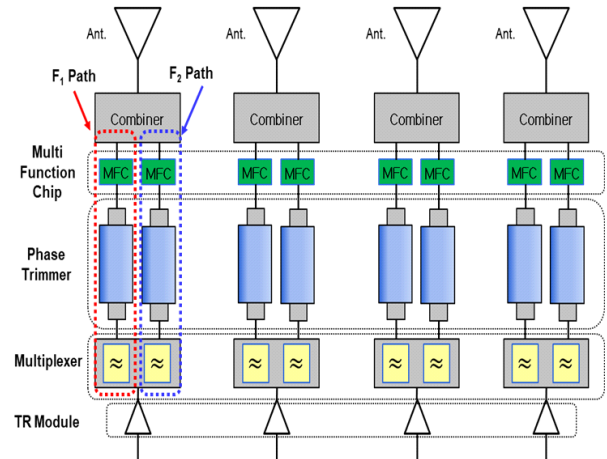 Ant.
Ant.
Ant.
Ant.
F₁ Path
F₂ Path
Combiner
Combiner
Combiner
Combiner
Multi
Function
Chip
MFC
MFC
MFC
MFC
MFC
MFC
MFC
MFC
Phase
Trimmer
Multiplexer
≈
≈
≈
≈
≈
≈
≈
≈
TR Module